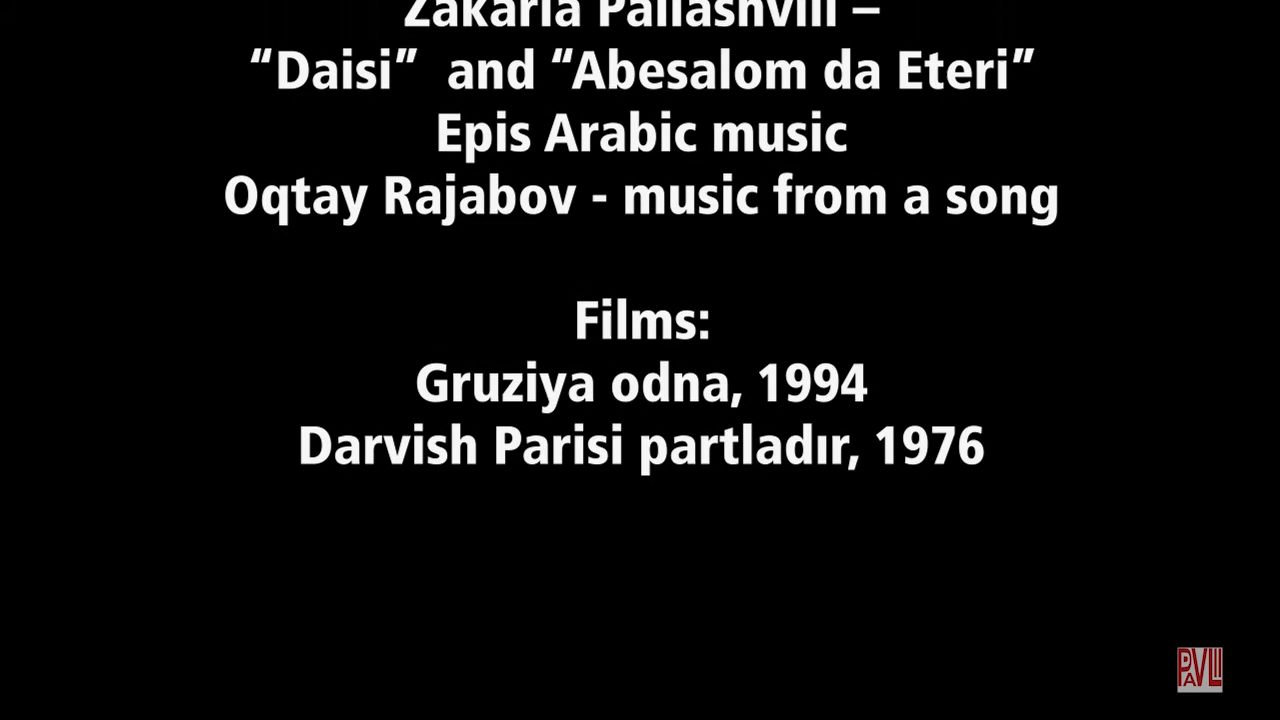 Zakaria Paliashvili –
“Daisi” and “Abesalom da Eteri”
Epis Arabic music
Oqtay Rajabov - music from a song
Films:
Gruziya odna, 1994
Darvish Parisi partladır, 1976